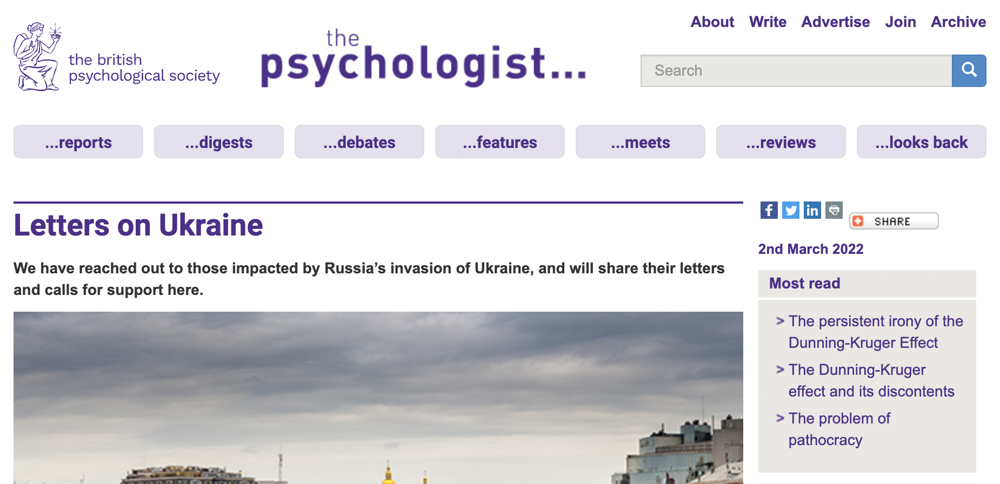 About Write Advertise Join Archive
the british
psychological society
the
psychologist...
Search
...reports ...digests ...debates ...features ...meets ...reviews ...looks back
Letters on Ukraine
We have reached out to those impacted by Russia’s invasion of Ukraine, and will share their letters
and calls for support here.
f in SHARE
2nd March 2022
Most read
> The persistent irony of the
Dunning-Kruger Effect
> The Dunning-Kruger
effect and its discontents
> The problem of
pathocracy